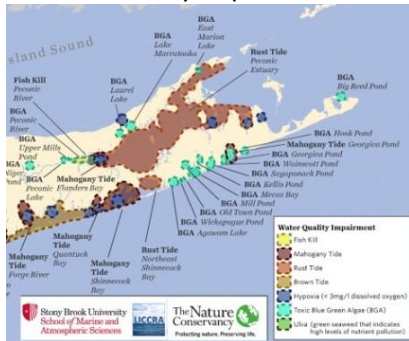 sland Sound
BGA
East
Marion
Lake
BGA
Lake
Marratooka
Rust Tide
Peconic
Estuary
BGA
Laurel
Lake
Fish Kill
Peconic
River
BGA
Peconic
River
BGA
Upper Mills
Pond
BGA
Big Reed Pond
BGA Hook Pond
Mahogany Tide Georgica Pond
BGA Georgica Pond
BGA Wainscott Pond
BGA Sagaponack Pond
BGA Kellis Pond
BGA Mecox Bay
BGA Mill Pond
BGA Old Town Pond
BGA Wickapogue Pond
BGA Agawam Lake
BGA
Peconic
Lake
Mahogany Tide
Flanders Bay
Mahogany
Tide
Forge River
Mahogany
Tide
Quantuck
Bay
Mahogany
Tide
Shinnecock
Bay
Rust Tide
Northeast
Shinnecock
Bay
Water Quality Impairment
Fish Kill
Mahogany Tide
Rust Tide
Brown Tide
Hypoxia (< 3mg/l dissolved oxygen)
Toxic Blue Green Algae (BGA)
Ulva (green seaweed that indicates
high levels of nutrient pollution)
Stony Brook University
School of Marine and
Atmospheric Sciences
LICCRA
The Nature
Conservancy
Protecting nature. Preserving life.